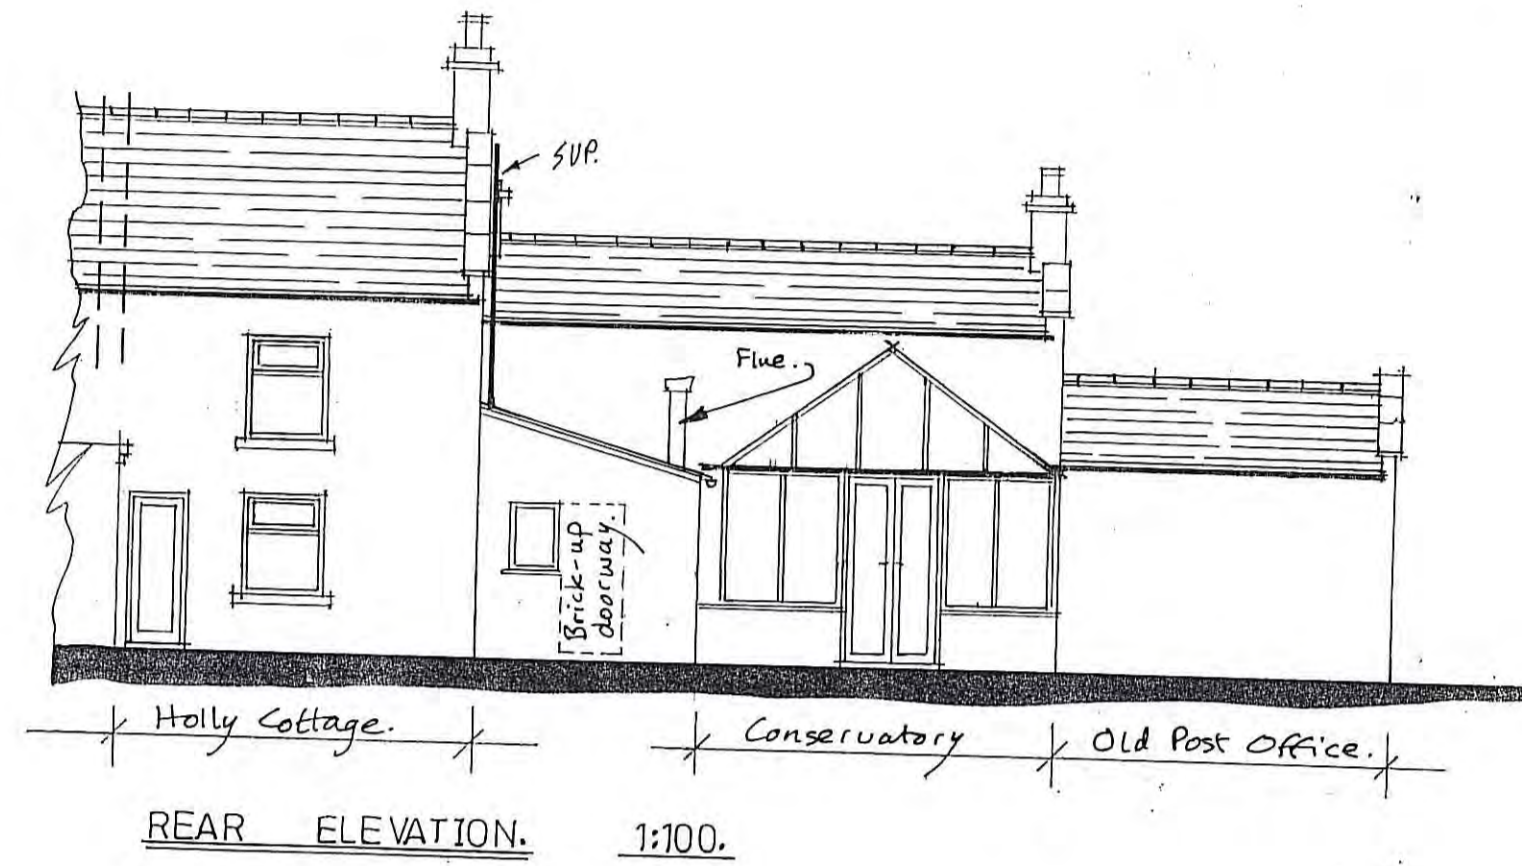 SVP.
Flue.
Brick-up
doorway.
Holly Cottage.
Conservatory
Old Post Office.
REAR ELEVATION. 1:100.